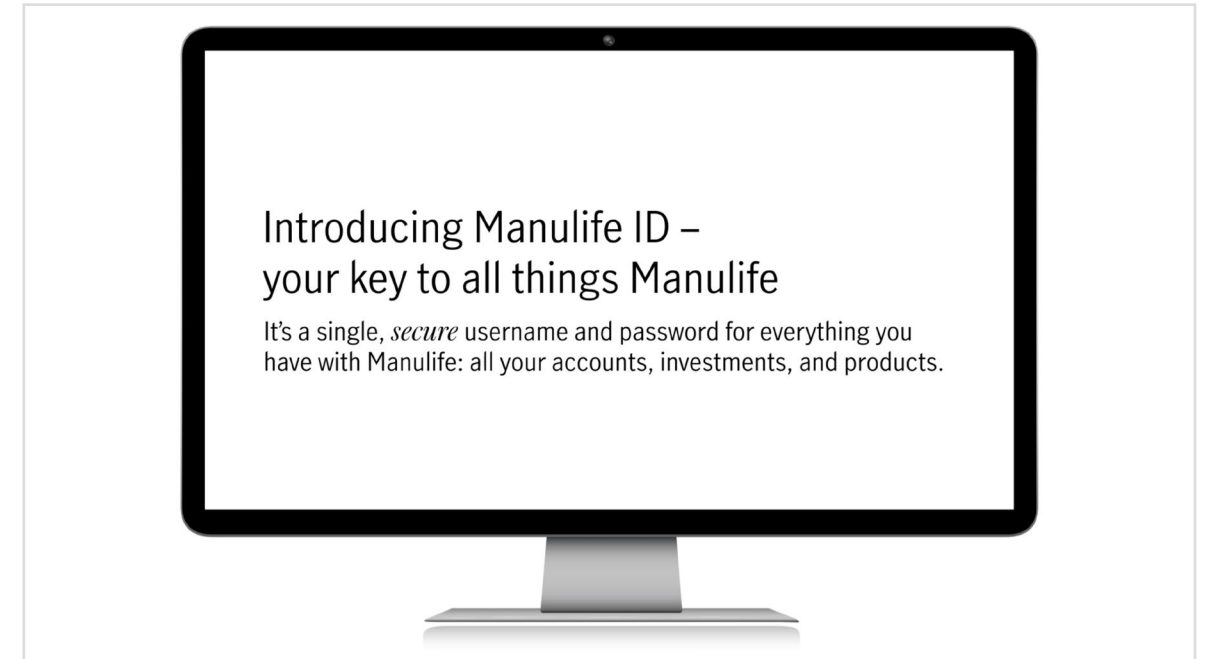 Introducing Manulife ID –
your key to all things Manulife
It’s a single, secure username and password for everything you
have with Manulife: all your accounts, investments, and products.